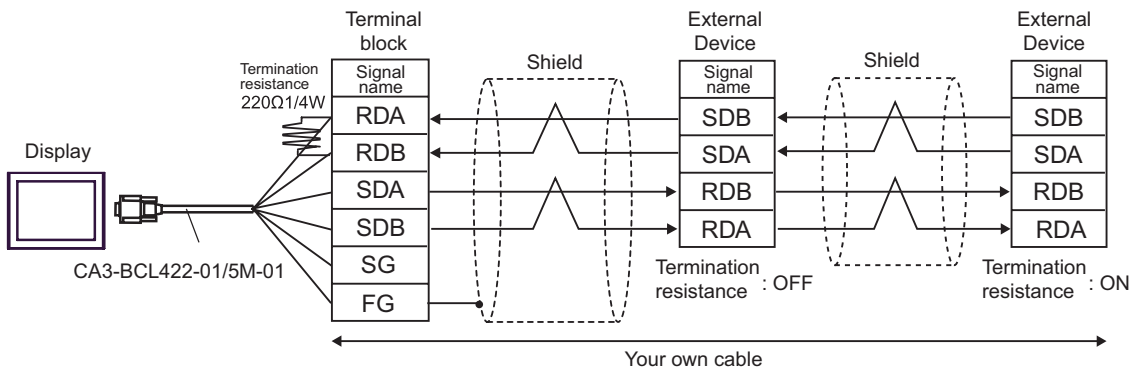 Terminal
block
External
Device
External
Device
Shield
Shield
Termination
resistance
220Ω1/4W
Signal
name
RDA
RDB
SDA
SDB
SG
FG
Signal
name
SDB
SDA
RDB
RDA
Signal
name
SDB
SDA
RDB
RDA
Display
CA3-BCL422-01/5M-01
Termination
resistance : OFF
Termination
resistance : ON
Your own cable